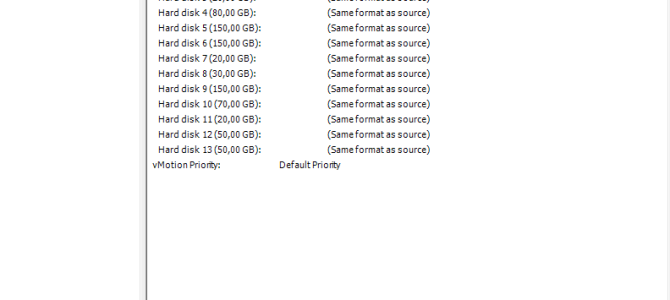 Hard disk 4 (80,00 GB): (Same format as source)
Hard disk 5 (150,00 GB): (Same format as source)
Hard disk 6 (150,00 GB): (Same format as source)
Hard disk 7 (20,00 GB): (Same format as source)
Hard disk 8 (30,00 GB): (Same format as source)
Hard disk 9 (150,00 GB): (Same format as source)
Hard disk 10 (70,00 GB): (Same format as source)
Hard disk 11 (20,00 GB): (Same format as source)
Hard disk 12 (50,00 GB): (Same format as source)
Hard disk 13 (50,00 GB): (Same format as source)
vMotion Priority: Default Priority